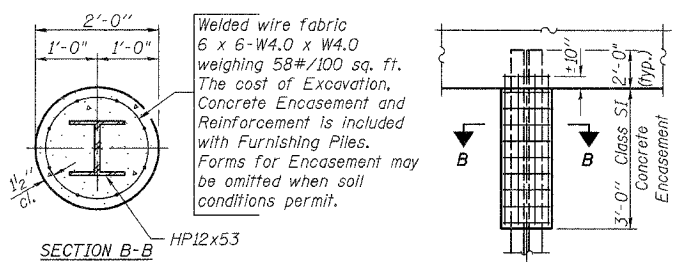 2'-0"
1'-0"
1'-0"
Welded wire fabric
6 x 6-W4.0 x W4.0
weighing 58#/100 sq. ft.
The cost of Excavation,
Concrete Encasement and
Reinforcement is included
with Furnishing Piles.
Forms for Encasement may
be omitted when soil
conditions permit.
1½"
cl.
HP12x53
SECTION B-B
±10"
2'-0"
(typ.)
B
B
3'-0" Class SI
Concrete
Encasement